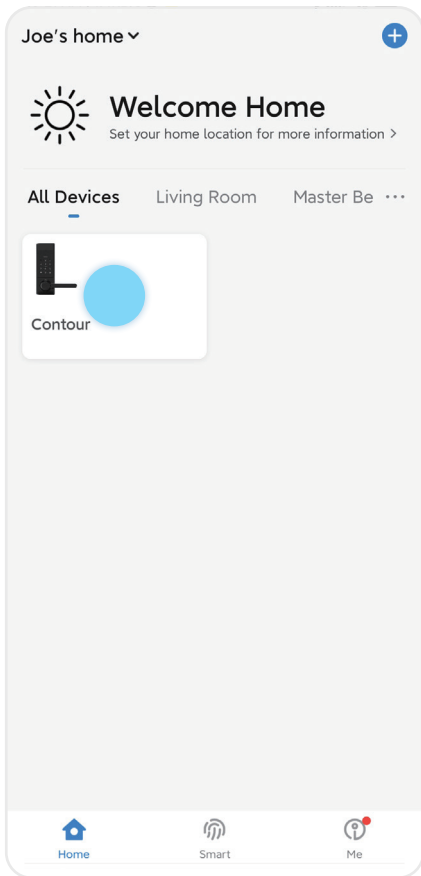 Joe's home
Welcome Home
Set your home location for more information >
All Devices Living Room Master Be ...
Contour
Home Smart Me